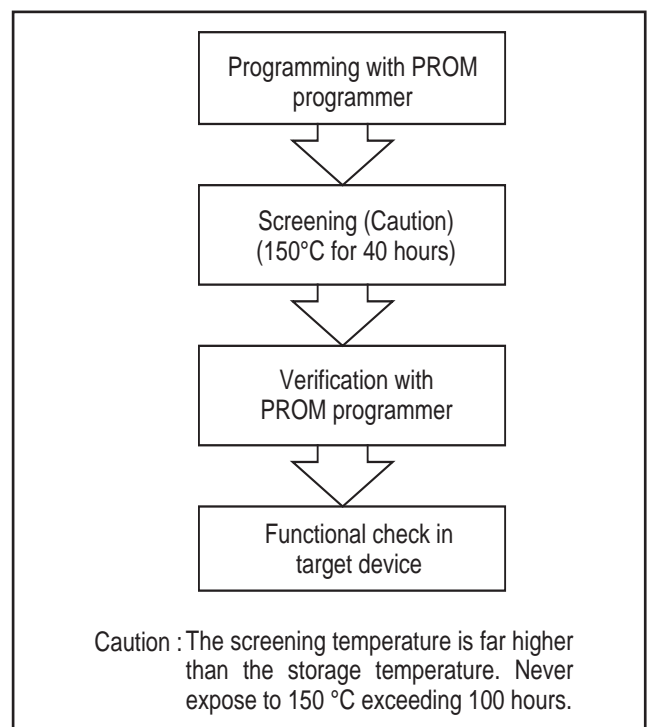 Programming with PROM
programmer
Screening (Caution)
(150°C for 40 hours)
Verification with
PROM programmer
Functional check in
target device
Caution : The screening temperature is far higher
than the storage temperature. Never
expose to 150 °C exceeding 100 hours.